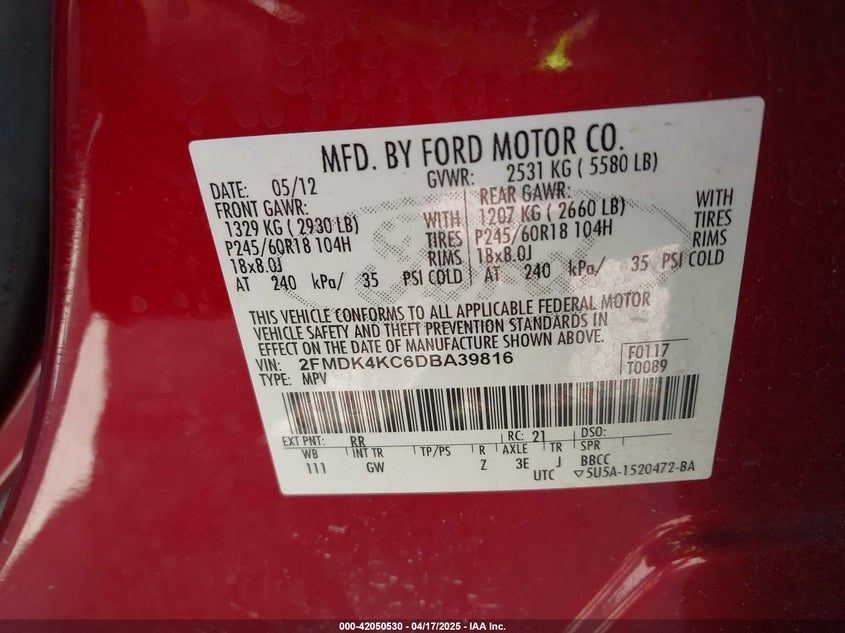 MFD. BY FORD MOTOR CO.
DATE: 05/12 GVWR: 2531 KG ( 5580 LB)
FRONT GAWR: REAR GAWR: WITH
1329 KG ( 2930 LB) WITH 1207 KG ( 2660 LB) TIRES
P245/60R18 104H TIRES P245/60R18 104H RIMS
18x8.0J RIMS 18x8.0J
AT 240 kPa/ 35 PSI COLD AT 240 kPa/ 35 PSI COLD
THIS VEHICLE CONFORMS TO ALL APPLICABLE FEDERAL MOTOR
VEHICLE SAFETY AND THEFT PREVENTION STANDARDS IN
EFFECT ON THE DATE OF MANUFACTURE SHOWN ABOVE.
VIN: 2FMDK4KC6DBA39816 F0117
TYPE: MPV T0089
EXT PNT: RR RC: 21 DSO:
WB INT TR TP/PS R AXLE TR SPR
111 GW Z 3E J BBCC
UTC ▽5U5A-1520472-BA
000-42050530 - 04/17/2025 - IAA Inc.